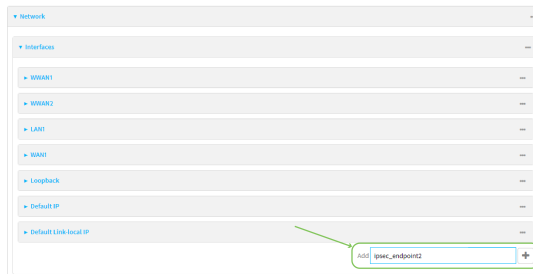 Network
Interfaces
WWAN1
WWAN2
LAN1
WAN1
Loopback
Default IP
Default Link-local IP
Add ipsec_endpoint2